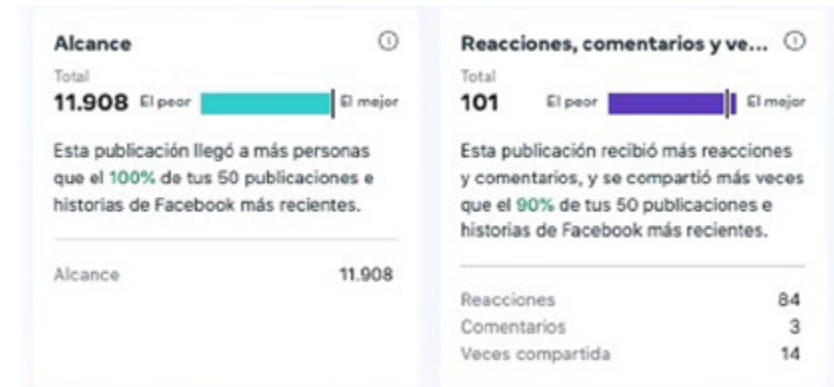 Alcance
Total
11.908 El peor El mejor
Esta publicación llegó a más personas
que el 100% de tus 50 publicaciones e
historias de Facebook más recientes.
Alcance 11.908
Reacciones, comentarios y ve...
Total
101 El peor El mejor
Esta publicación recibió más reacciones
y comentarios, y se compartió más veces
que el 90% de tus 50 publicaciones e
historias de Facebook más recientes.
Reacciones 84
Comentarios 3
Veces compartida 14